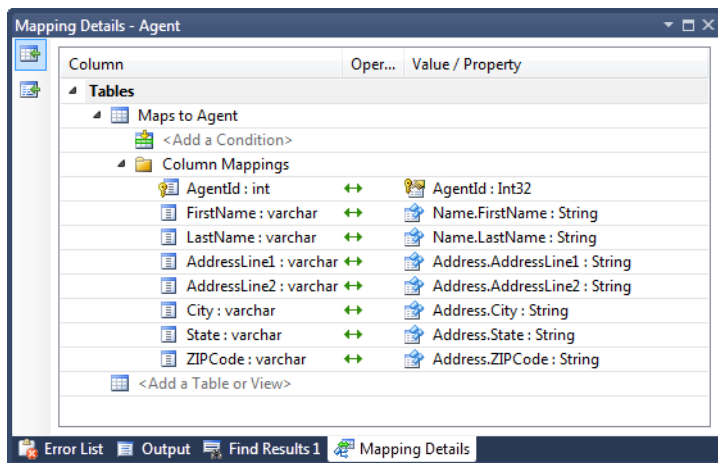 Mapping Details - Agent
Column Oper... Value / Property
Tables
Maps to Agent
<Add a Condition>
Column Mappings
AgentId : int AgentId : Int32
FirstName : varchar Name.FirstName : String
LastName : varchar Name.LastName : String
AddressLine1 : varchar Address.AddressLine1 : String
AddressLine2 : varchar Address.AddressLine2 : String
City : varchar Address.City : String
State : varchar Address.State : String
ZIPCode : varchar Address.ZIPCode : String
<Add a Table or View>
Error List Output Find Results 1 Mapping Details